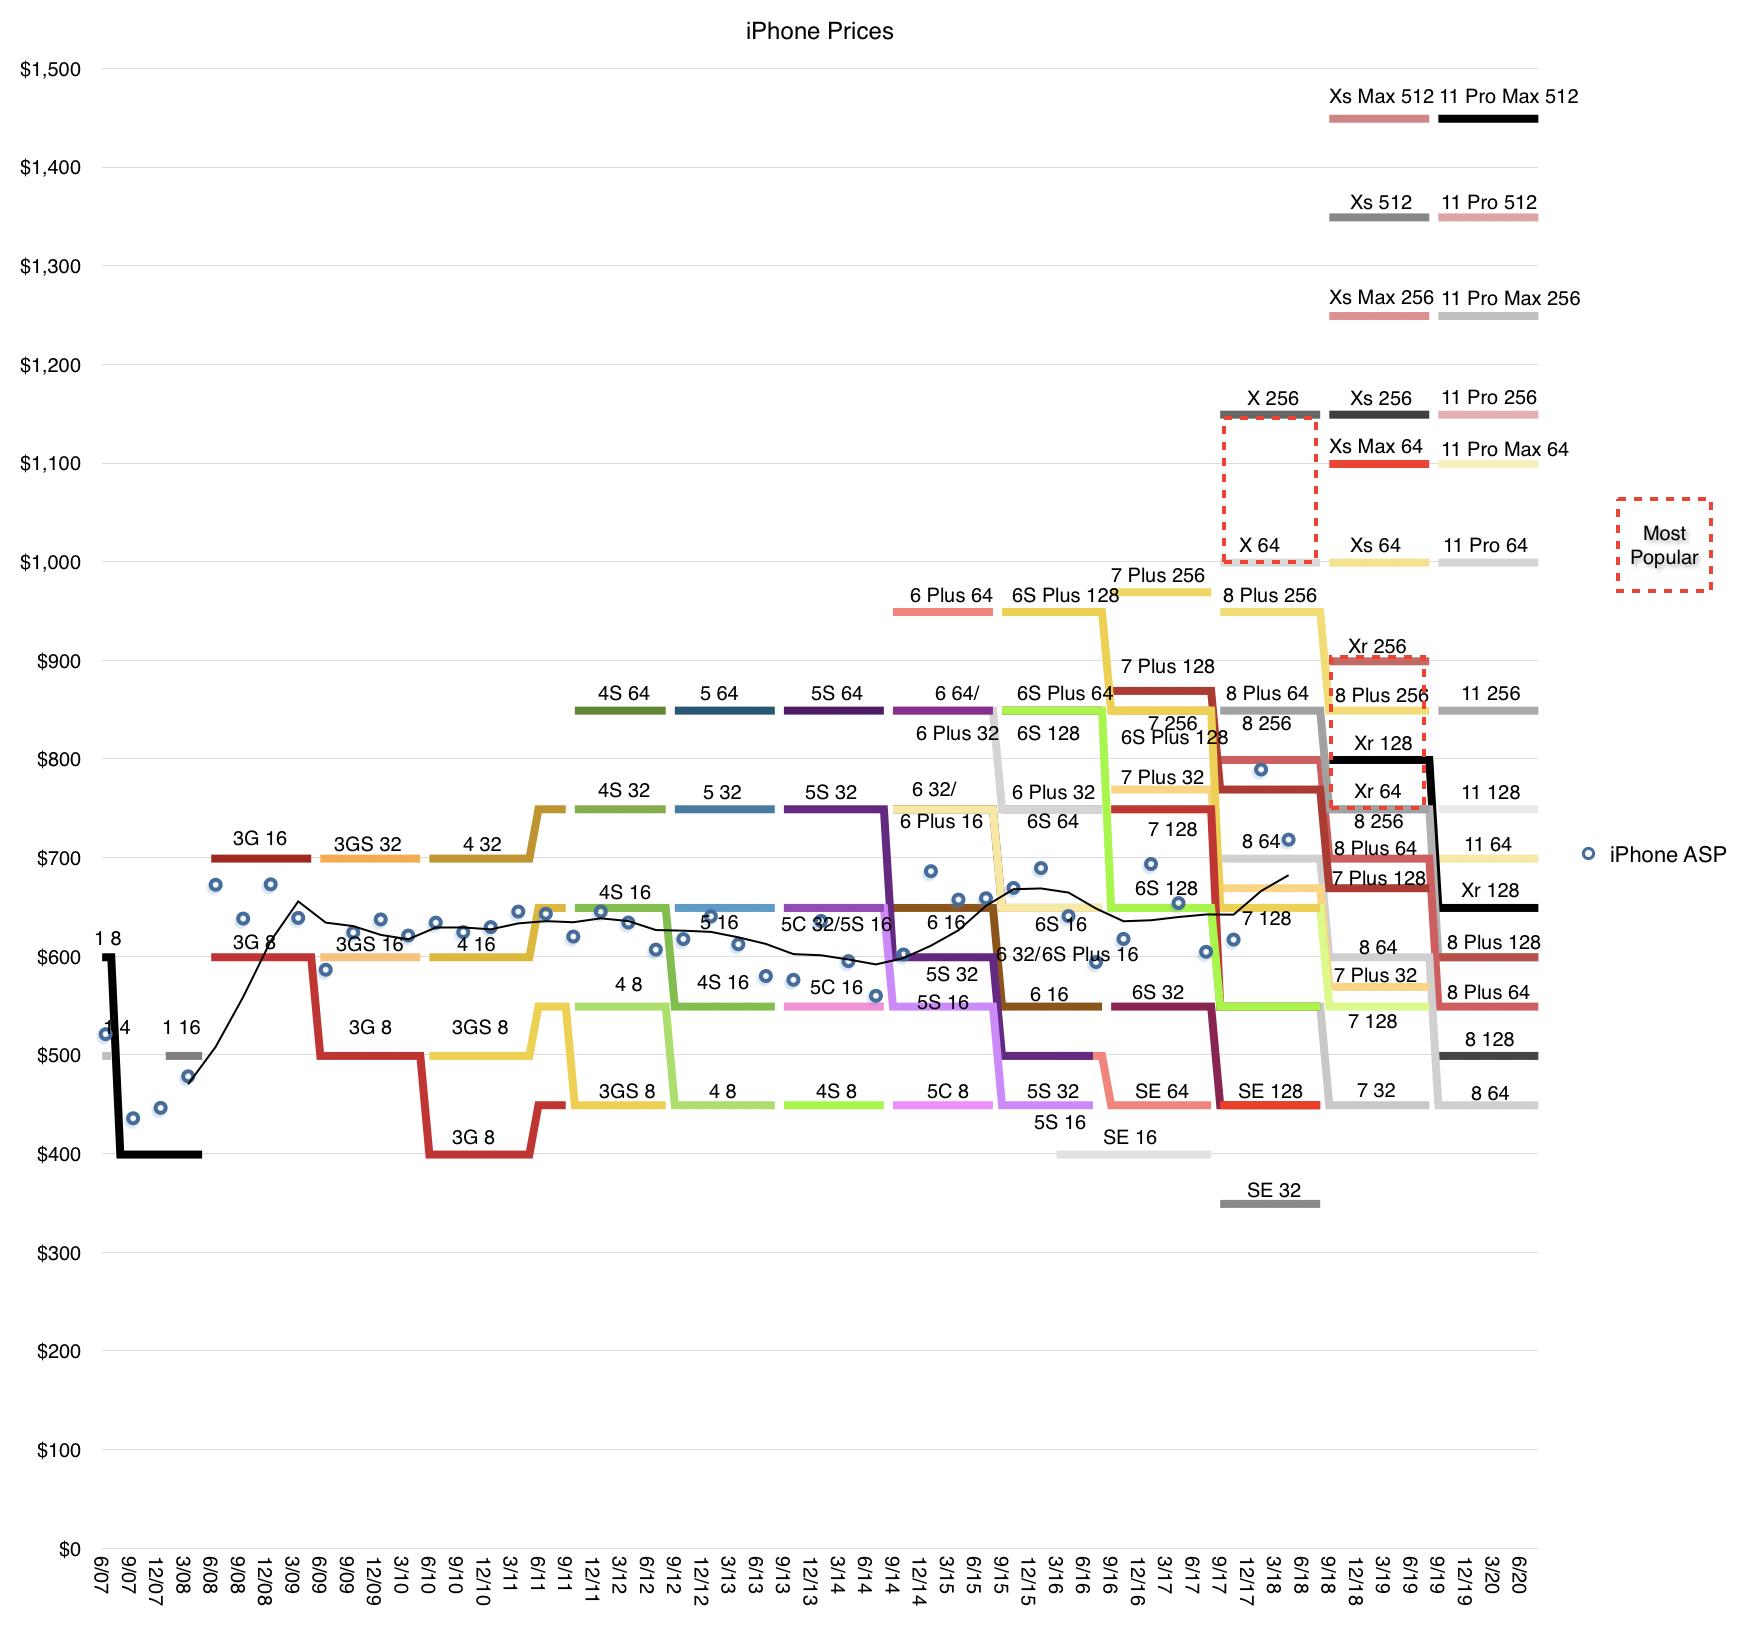 iPhone Prices
$1,500
Xs Max 512
11 Pro Max 512
$1,400
Xs 512
11 Pro 512
$1,300
Xs Max 256
11 Pro Max 256
$1,200
X 256
Xs 256
11 Pro 256
$1,100
Xs Max 64
11 Pro Max 64
Most
Popular
$1,000
X 64
Xs 64
11 Pro 64
7 Plus 256
6 Plus 64
6S Plus 128
8 Plus 256
$900
Xr 256
7 Plus 128
4S 64
5 64
5S 64
6 64/
6 Plus 32
6S Plus 64
6S 128
7 256
6S Plus 128
8 Plus 64
8 256
8 Plus 256
11 256
$800
Xr 128
7 Plus 32
4S 32
5 32
5S 32
6 32/
6 Plus 16
6 Plus 32
6S 64
7 128
Xr 64
8 256
11 128
$700
3G 16
3GS 32
4 32
8 64
8 Plus 64
11 64
iPhone ASP
7 Plus 128
4S 16
5 16
5C 32/5S 16
6 16
6S 16
6S 128
7 128
Xr 128
$600
1 8
3G 8
3GS 16
4 16
6 32/6S Plus 16
8 64
8 Plus 128
4 8
4S 16
5C 16
5S 32
5S 16
6 16
6S 32
7 Plus 32
7 128
8 Plus 64
$500
1 4
1 16
3G 8
3GS 8
8 128
3GS 8
4 8
4S 8
5C 8
5S 32
5S 16
SE 64
SE 128
7 32
8 64
$400
3G 8
SE 16
SE 32
$300
$200
$100
$0
6/07
9/07
12/07
3/08
6/08
9/08
12/08
3/09
6/09
9/09
12/09
3/10
6/10
9/10
12/10
3/11
6/11
9/11
12/11
3/12
6/12
9/12
12/12
3/13
6/13
9/13
12/13
3/14
6/14
9/14
12/14
3/15
6/15
9/15
12/15
3/16
6/16
9/16
12/16
3/17
6/17
9/17
12/17
3/18
6/18
9/18
12/18
3/19
6/19
9/19
12/19
3/20
6/20